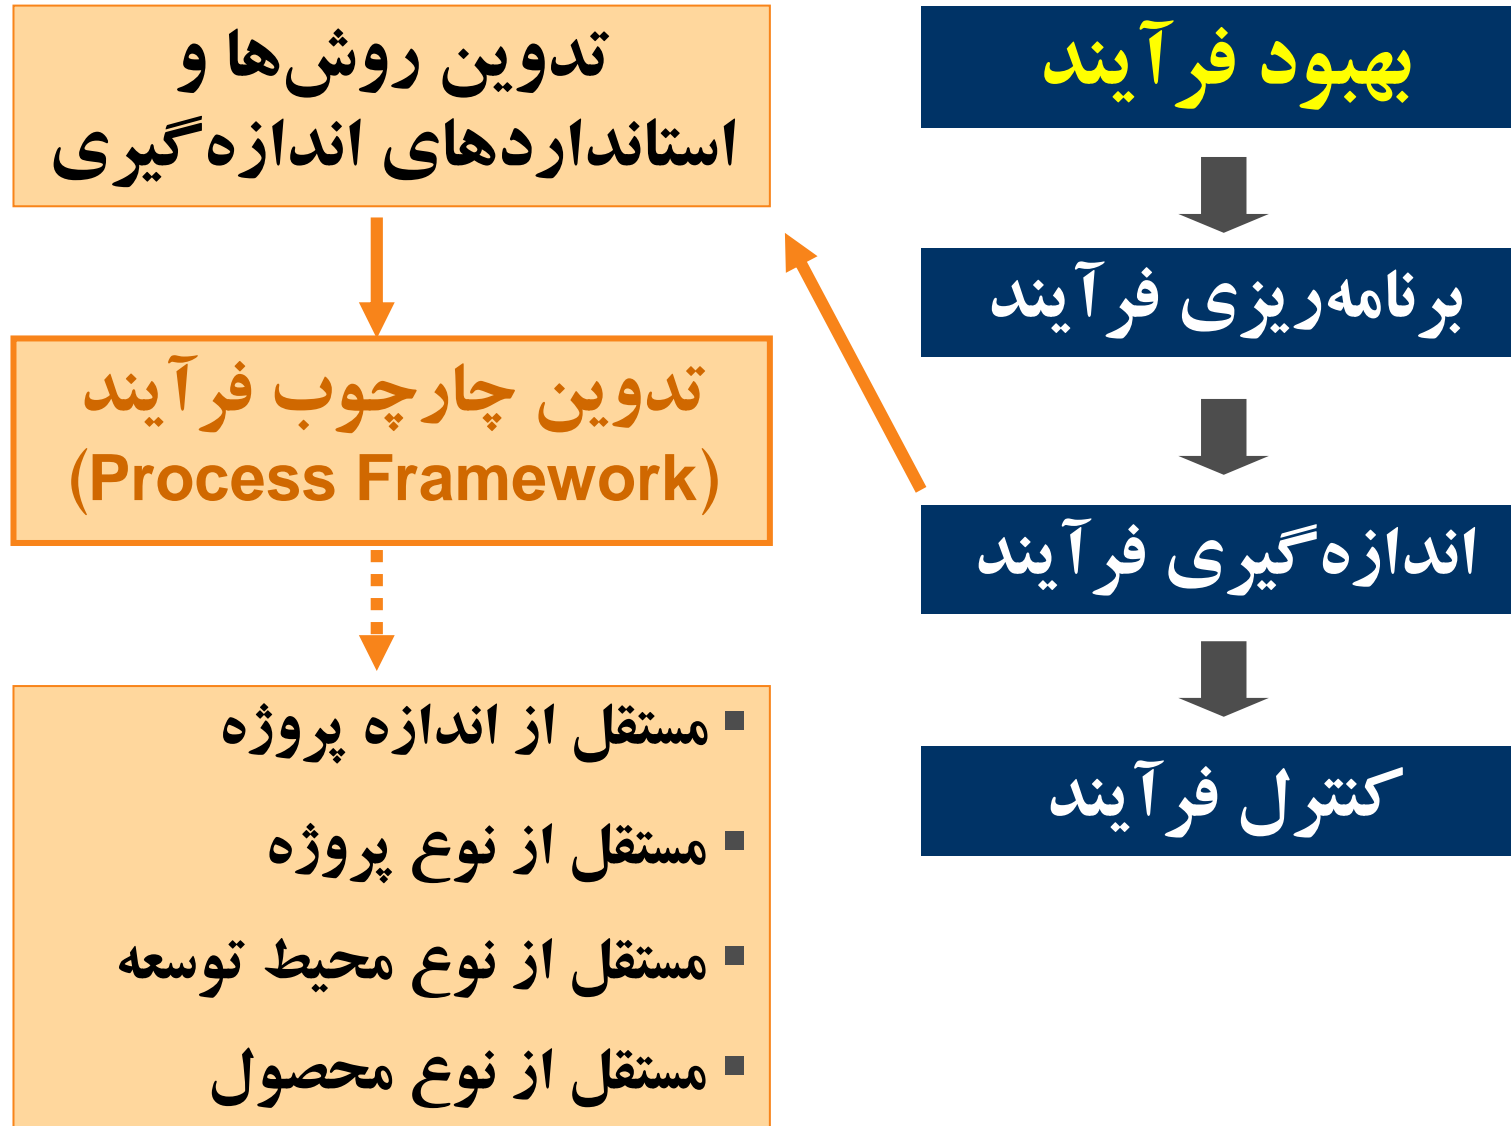 بهبود فرآیند
برنامه‌ریزی فرآیند
اندازه‌گیری فرآیند
کنترل فرآیند
تدوین روش‌ها و
استانداردهای اندازه‌گیری
تدوین چارچوب فرآیند
(Process Framework)
▪ مستقل از اندازه پروژه
▪ مستقل از نوع پروژه
▪ مستقل از نوع محیط توسعه
▪ مستقل از نوع محصول